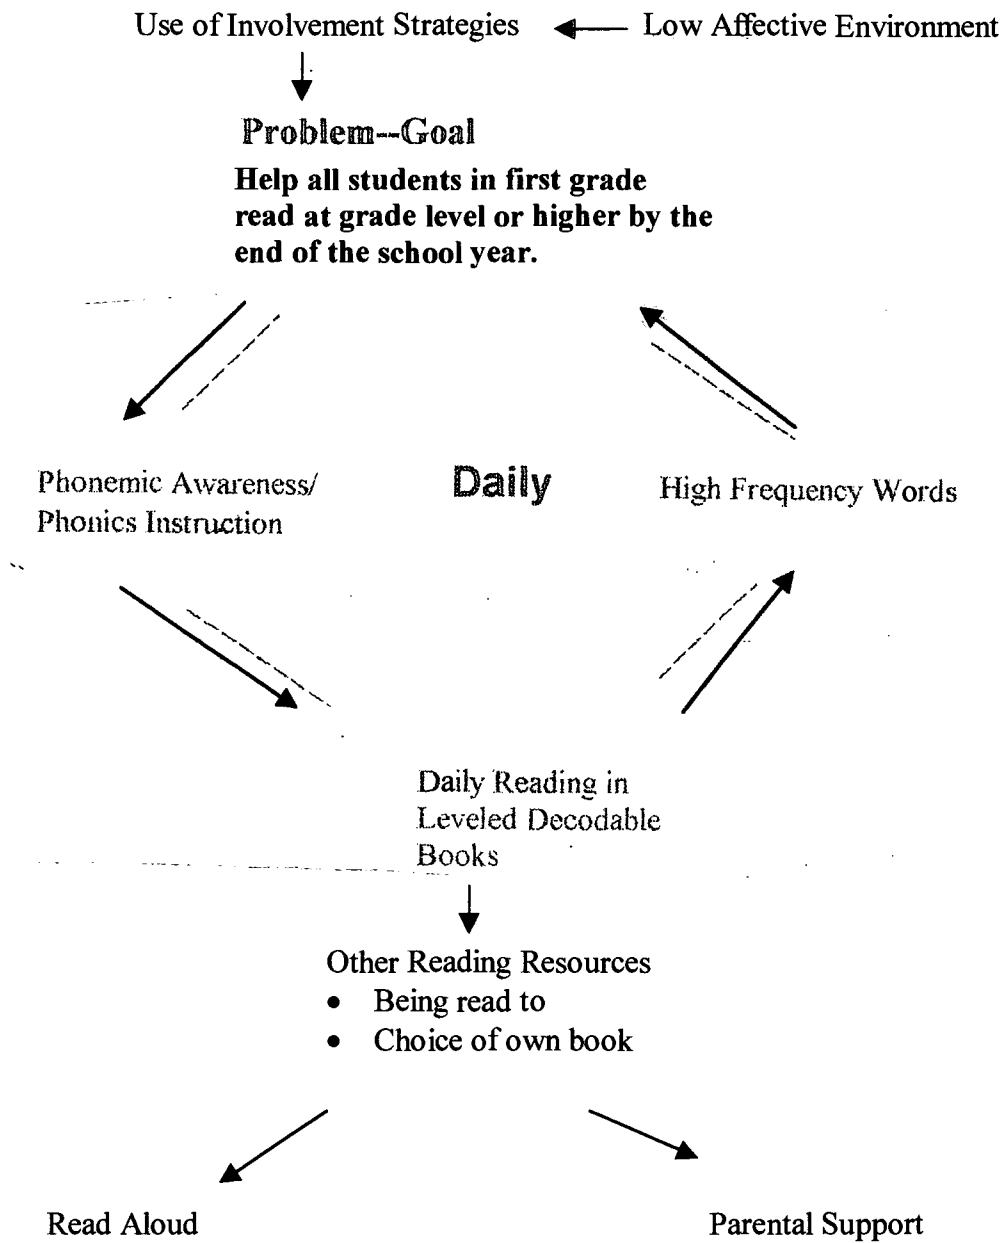 Use of Involvement Strategies
Low Affective Environment
Problem--Goal
Help all students in first grade
read at grade level or higher by the
end of the school year.
Phonemic Awareness/
Phonics Instruction
Daily
High Frequency Words
Daily Reading in
Leveled Decodable
Books
Other Reading Resources
• Being read to
• Choice of own book
Read Aloud
Parental Support